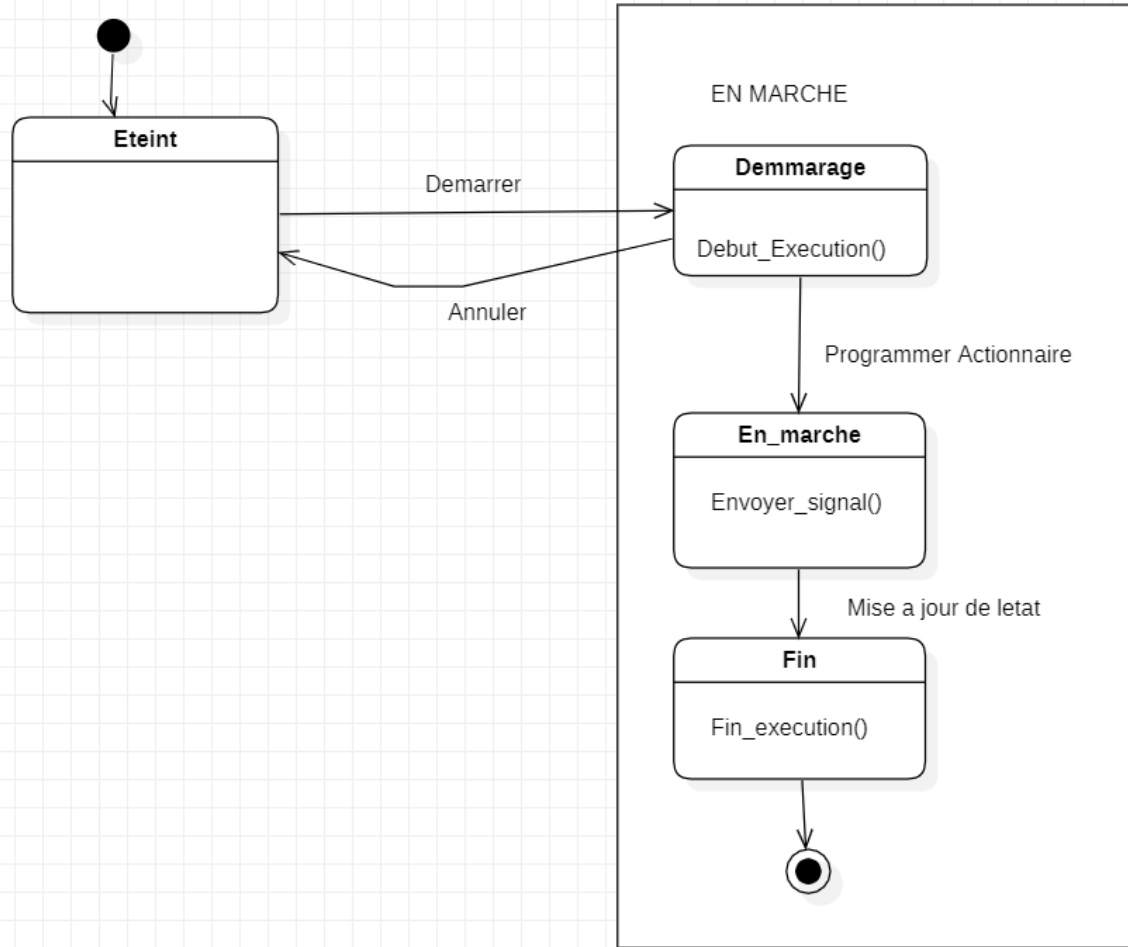 EN MARCHE
Eteint
Demmarage
Demarrer
Debut_Execution()
Annuler
Programmer Actionnaire
En_marche
Envoyer_signal()
Mise a jour de letat
Fin
Fin_execution()